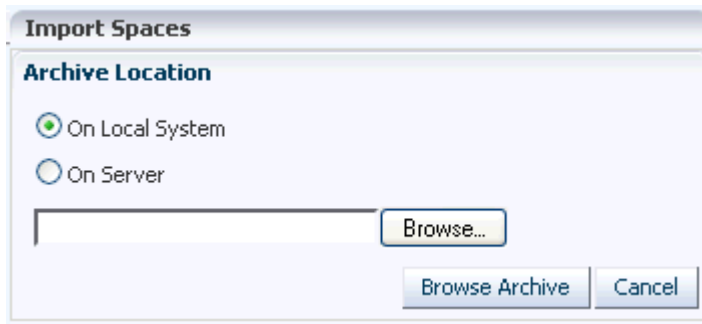 Import Spaces
Archive Location
On Local System
On Server
Browse...
Browse Archive Cancel